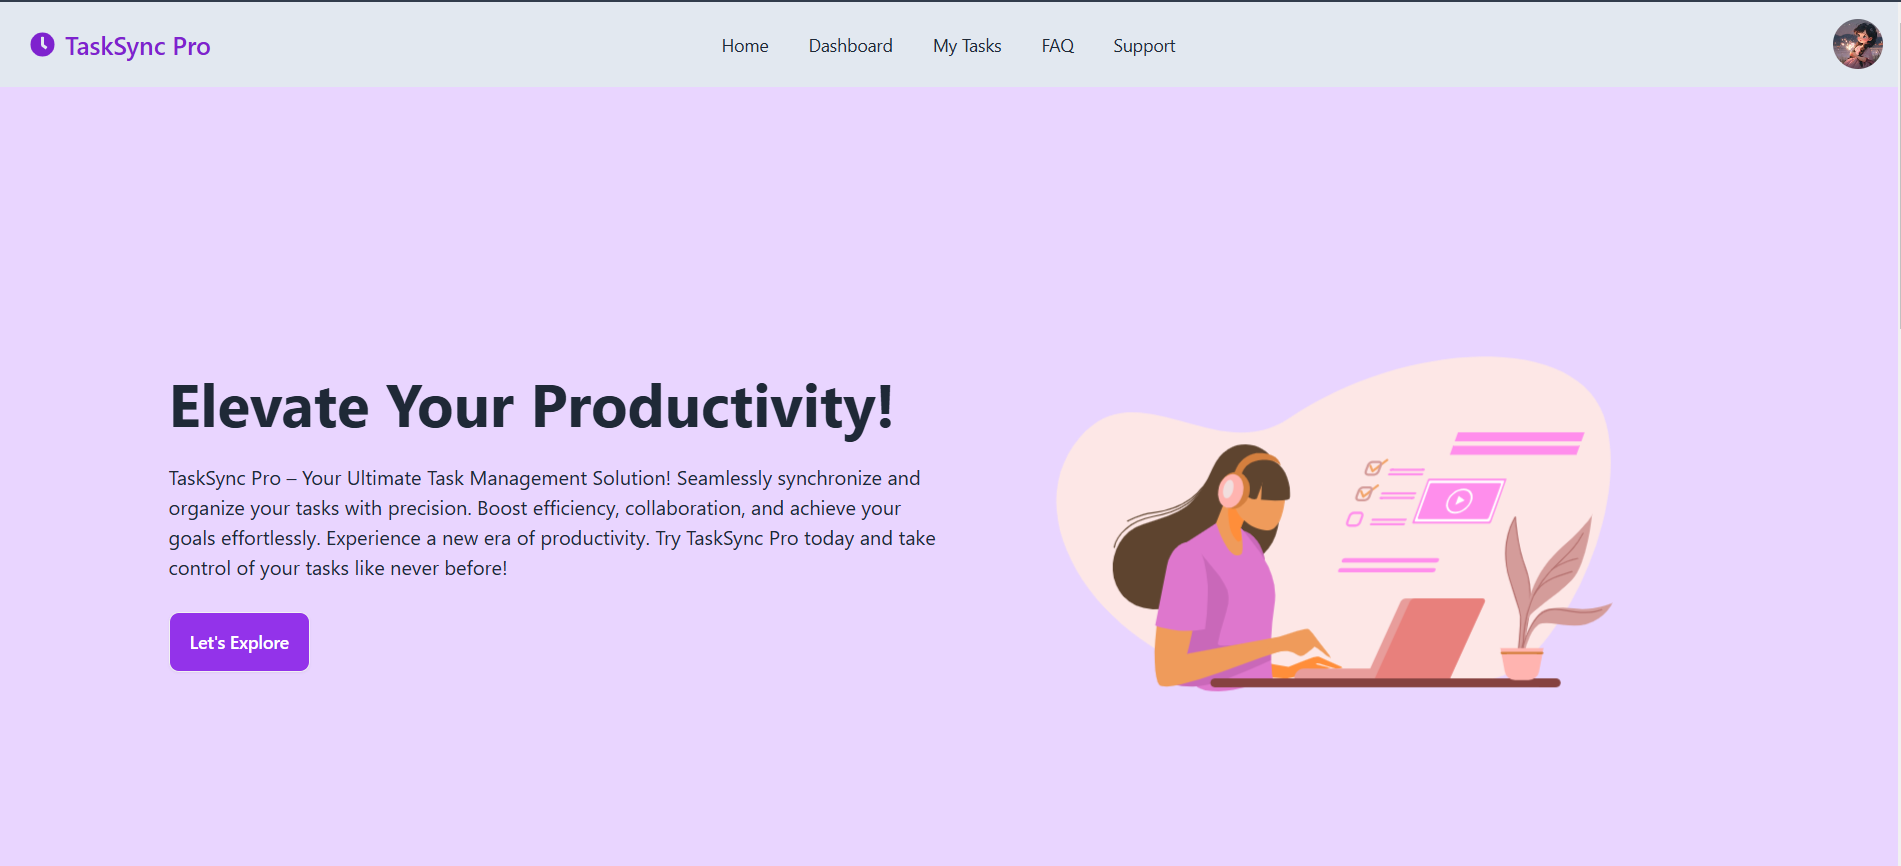 TaskSync Pro
Home
Dashboard
My Tasks
FAQ
Support
Elevate Your Productivity!
TaskSync Pro – Your Ultimate Task Management Solution! Seamlessly synchronize and
organize your tasks with precision. Boost efficiency, collaboration, and achieve your
goals effortlessly. Experience a new era of productivity. Try TaskSync Pro today and take
control of your tasks like never before!
Let's Explore